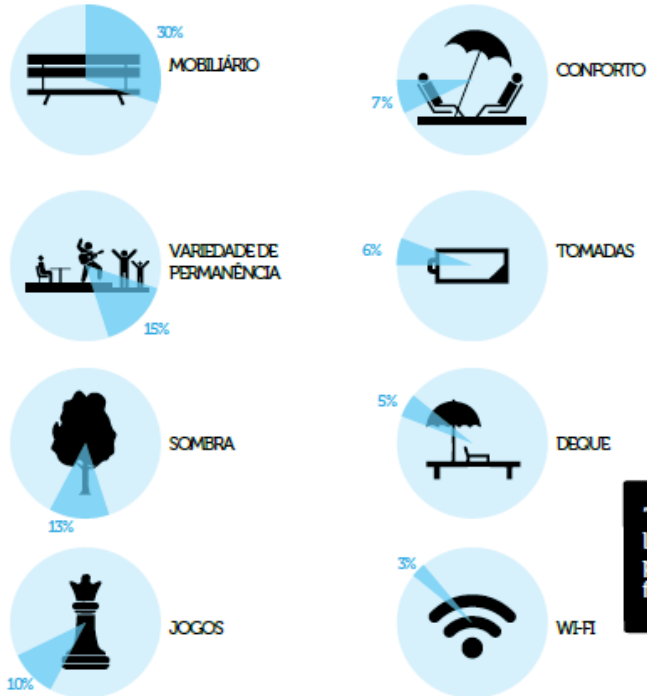 30%
MOBILIÁRIO
CONFORTO
7%
VARIEDADE DE
PERMANÊNCIA
15%
6%
TOMADAS
SOMBRA
13%
5%
DEQUE
JOGOS
10%
3%
WI-FI